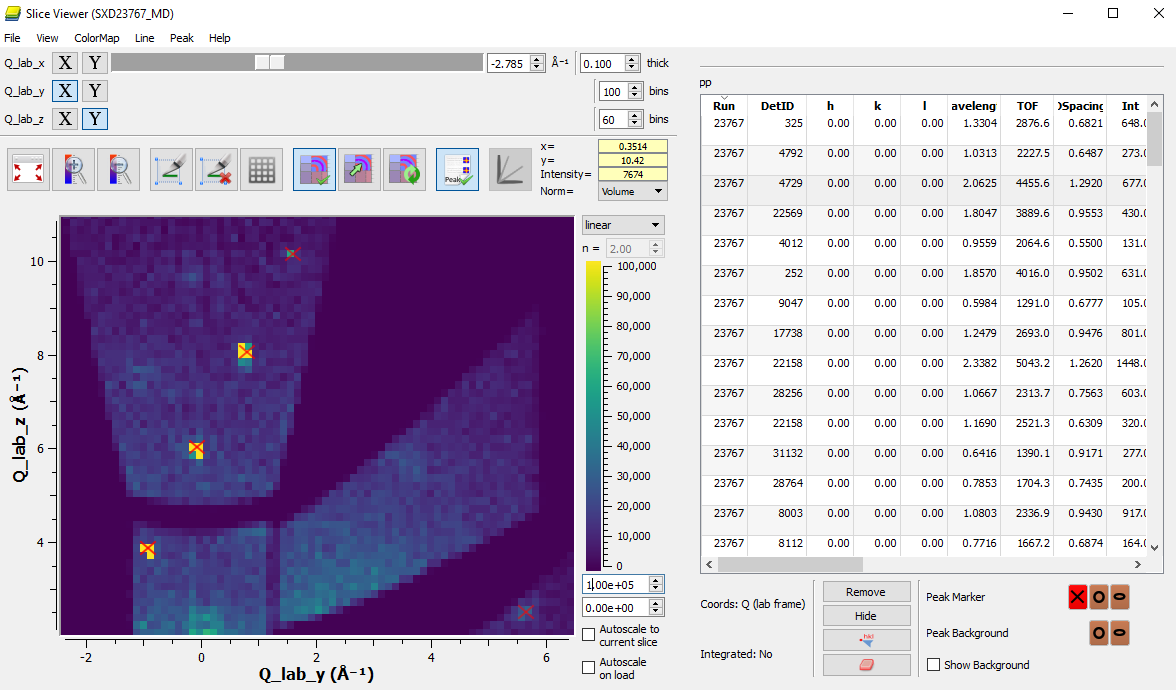 Slice Viewer (SXD23767_MD)
File View ColorMap Line Peak Help
Q_lab_x X Y -2.785 Å⁻¹ 0.100 thick
Q_lab_y X Y 100 bins
Q_lab_z X Y 60 bins
x= 0.3514
y= 10.42
Intensity= 7674
Norm= Volume
Peak
linear
n = 2.00
100,000
90,000
80,000
70,000
60,000
50,000
40,000
30,000
20,000
10,000
0
1.00e+05
0.00e+00
Autoscale to
current slice
Autoscale
on load
10
8
6
4
Q_lab_z (Å⁻¹)
-2 0 2 4 6
Q_lab_y (Å⁻¹)
pp
Run DetID h k l aveleng TOF Spacing Int
23767 325 0.00 0.00 0.00 1.3304 2876.6 0.6821 648.0
23767 4792 0.00 0.00 0.00 1.0313 2227.5 0.6487 273.0
23767 4729 0.00 0.00 0.00 2.0625 4455.6 1.2920 677.0
23767 22569 0.00 0.00 0.00 1.8047 3889.6 0.9553 430.0
23767 4012 0.00 0.00 0.00 0.9559 2064.6 0.5500 131.0
23767 252 0.00 0.00 0.00 1.8570 4016.0 0.9502 631.0
23767 9047 0.00 0.00 0.00 0.5984 1291.0 0.6777 105.0
23767 17738 0.00 0.00 0.00 1.2479 2693.0 0.9476 801.0
23767 22158 0.00 0.00 0.00 2.3382 5043.2 1.2620 1448.0
23767 28256 0.00 0.00 0.00 1.0667 2313.7 0.7563 603.0
23767 22158 0.00 0.00 0.00 1.1690 2521.3 0.6309 320.0
23767 31132 0.00 0.00 0.00 0.6416 1390.1 0.9171 277.0
23767 28764 0.00 0.00 0.00 0.7853 1704.3 0.7435 200.0
23767 8003 0.00 0.00 0.00 1.0803 2336.9 0.9430 917.0
23767 8112 0.00 0.00 0.00 0.7716 1667.2 0.6874 164.0
Coords: Q (lab frame)
Integrated: No
Remove
Hide
hkl
Peak Marker
Peak Background
Show Background